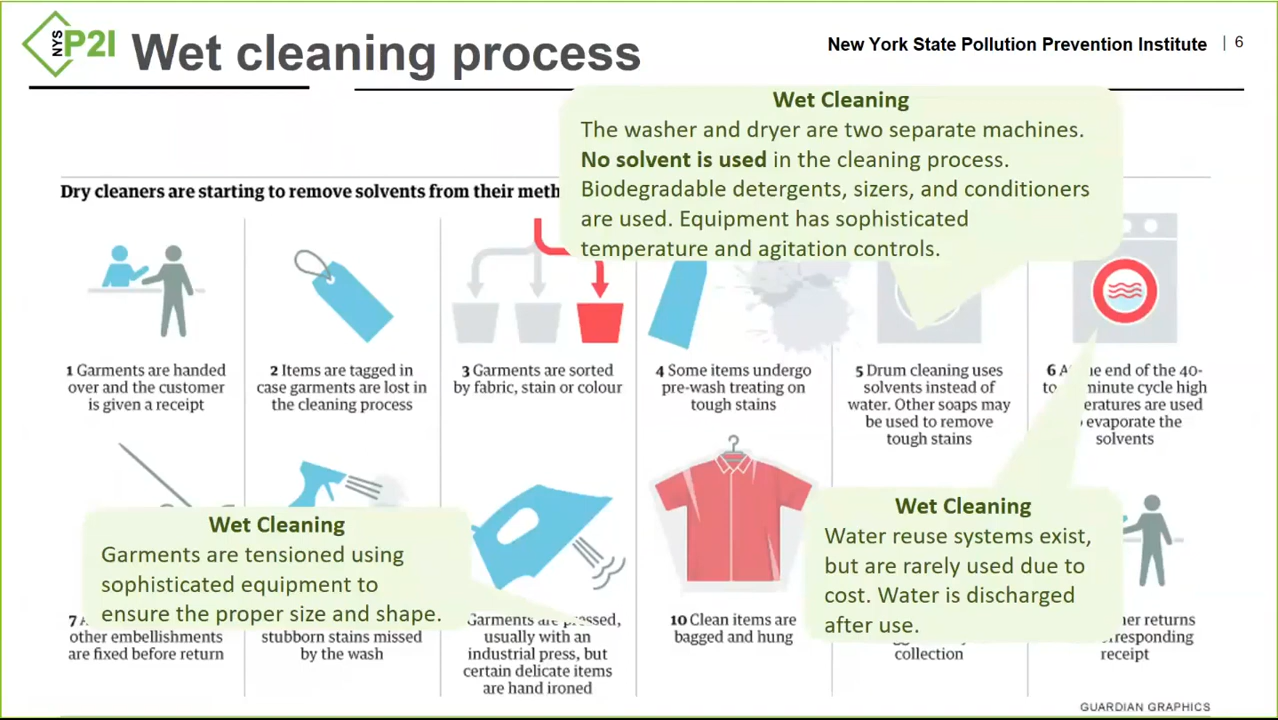 NYS
P2I
Wet cleaning process
New York State Pollution Prevention Institute | 6
Wet Cleaning
The washer and dryer are two separate machines.
No solvent is used in the cleaning process.
Biodegradable detergents, sizers, and conditioners
are used. Equipment has sophisticated
temperature and agitation controls.
Dry cleaners are starting to remove solvents from their
1 Garments are handed
over and the customer
is given a receipt
2 Items are tagged in
case garments are lost in
the cleaning process
3 Garments are sorted
by fabric, stain or colour
4 Some items undergo
pre-wash treating on
tough stains
5 Drum cleaning uses
solvents instead of
water. Other soaps may
be used to remove
tough stains
6 end of the 40-
minute cycle high
are used
evaporate the
solvents
Wet Cleaning
Garments are tensioned using
sophisticated equipment to
ensure the proper size and shape.
Wet Cleaning
Water reuse systems exist,
but are rarely used due to
cost. Water is discharged
after use.
7
other embellishments
are fixed before return
stubborn stains missed
by the wash
Garments are pressed,
usually with an
industrial press, but
certain delicate items
are hand ironed
10 Clean items are
bagged and hung
collection
returns
receipt
GUARDIAN GRAPHICS